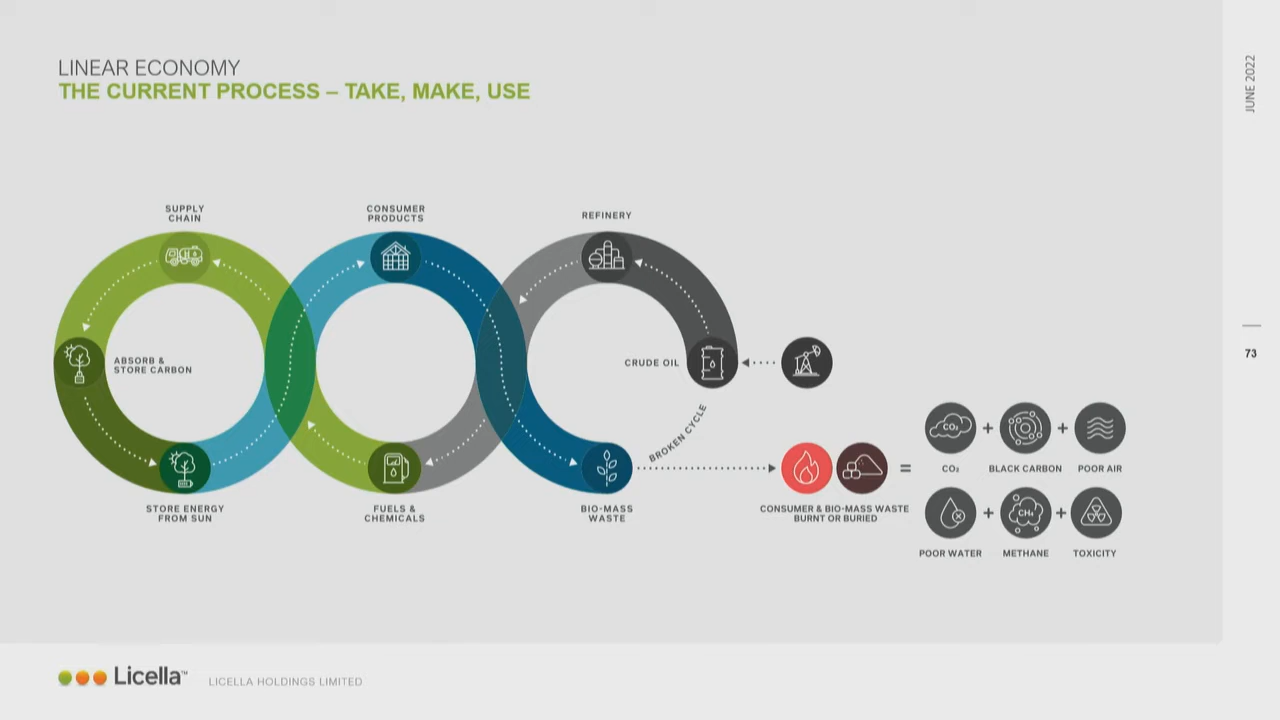 LINEAR ECONOMY
THE CURRENT PROCESS – TAKE, MAKE, USE
JUNE 2022
73
SUPPLY
CHAIN
CONSUMER
PRODUCTS
REFINERY
ABSORB &
STORE CARBON
CRUDE OIL
BROKEN CYCLE
STORE ENERGY
FROM SUN
FUELS &
CHEMICALS
BIO-MASS
WASTE
CONSUMER & BIO-MASS WASTE
BURNT OR BURIED
=
CO₂
+
+
CO₂
BLACK CARBON
POOR AIR
+
CH₄
+
POOR WATER
METHANE
TOXICITY
Licella™
LICELLA HOLDINGS LIMITED